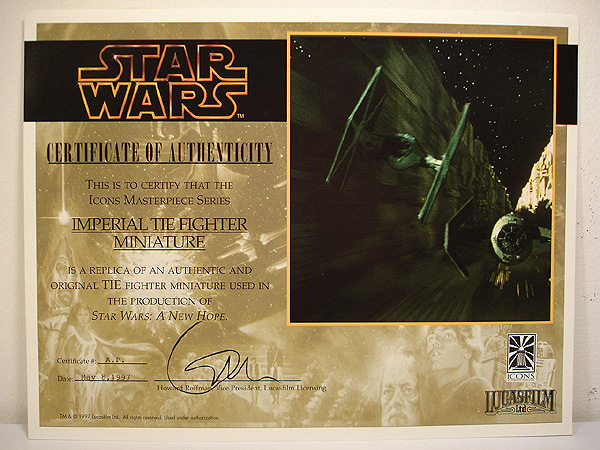 STAR
WARS
TM
CERTIFICATE OF AUTHENTICITY
THIS IS TO CERTIFY THAT THE
ICONS MASTERPIECE SERIES
IMPERIAL TIE FIGHTER
MINIATURE
IS A REPLICA OF AN AUTHENTIC AND
ORIGINAL TIE FIGHTER MINIATURE USED IN
THE PRODUCTION OF
STAR WARS: A NEW HOPE.
Certificate #: A.P.
Date: May 8, 1997
Howard Roffman, Vice President, Lucasfilm Licensing
TM & © 1997 Lucasfilm Ltd. All rights reserved. Used under authorization.
ICONS
LUCASFILM
Ltd